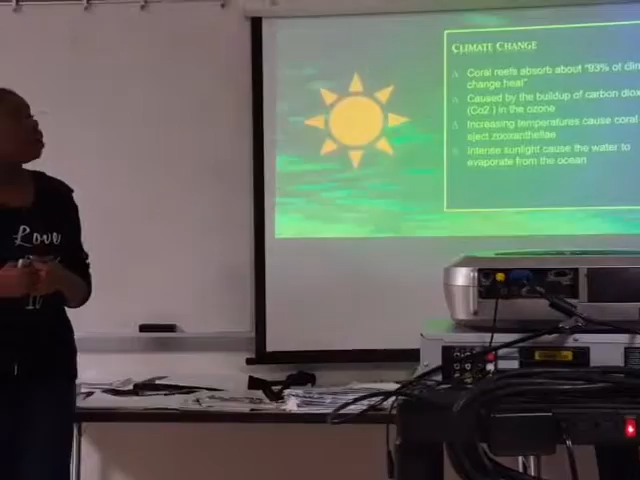 CLIMATE CHANGE
Coral reefs absorb about "93% of
change heat"
Caused by the buildup of carbon
(Co2) in the ozone
Increasing temperatures cause coral
eject zooxanthellae
Intense sunlight cause the water to
evaporate from the ocean
Love